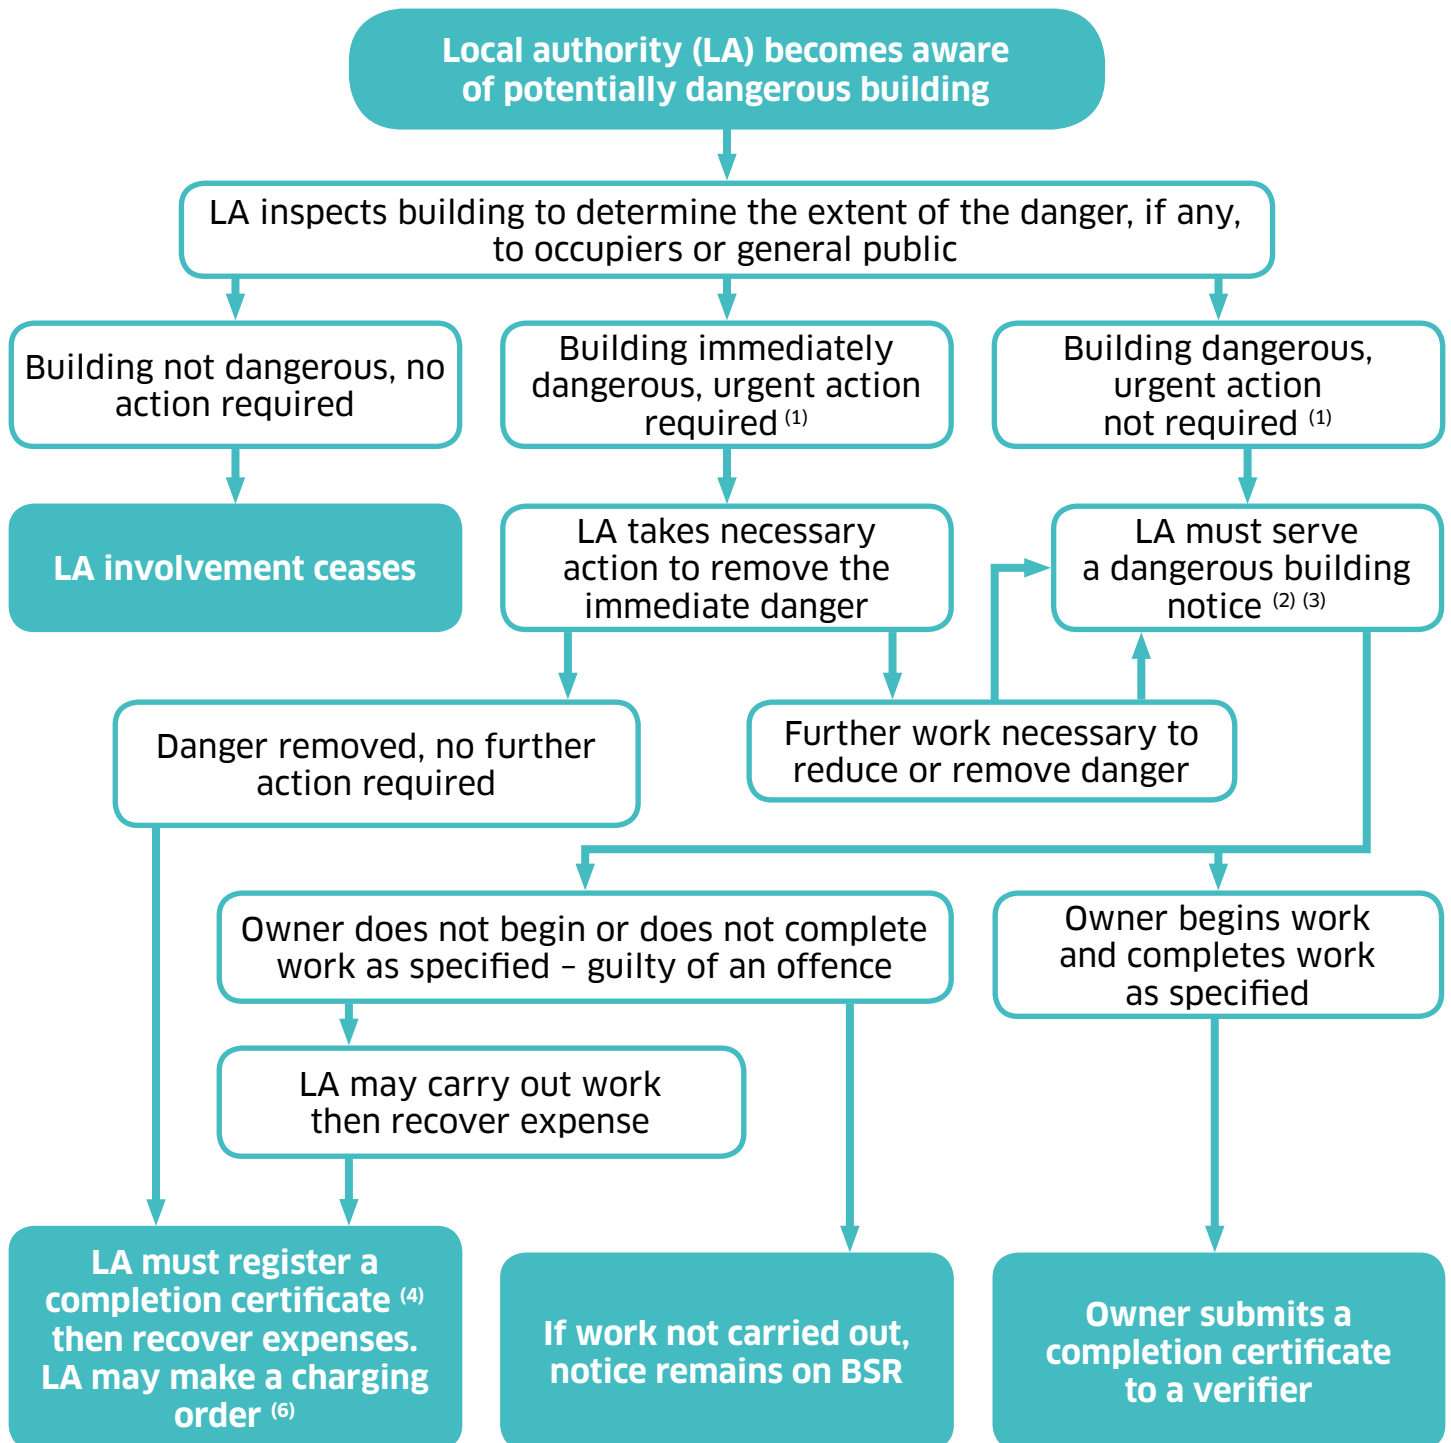 Local authority (LA) becomes aware
of potentially dangerous building
LA inspects building to determine the extent of the danger, if any,
to occupiers or general public
Building not dangerous, no
action required
Building immediately
dangerous, urgent action
required (1)
Building dangerous,
urgent action
not required (1)
LA involvement ceases
LA takes necessary
action to remove the
immediate danger
LA must serve
a dangerous building
notice (2) (3)
Danger removed, no further
action required
Further work necessary to
reduce or remove danger
Owner does not begin or does not complete
work as specified – guilty of an offence
Owner begins work
and completes work
as specified
LA may carry out work
then recover expense
LA must register a
completion certificate (4)
then recover expenses.
LA may make a charging
order (6)
If work not carried out,
notice remains on BSR
Owner submits a
completion certificate
to a verifier